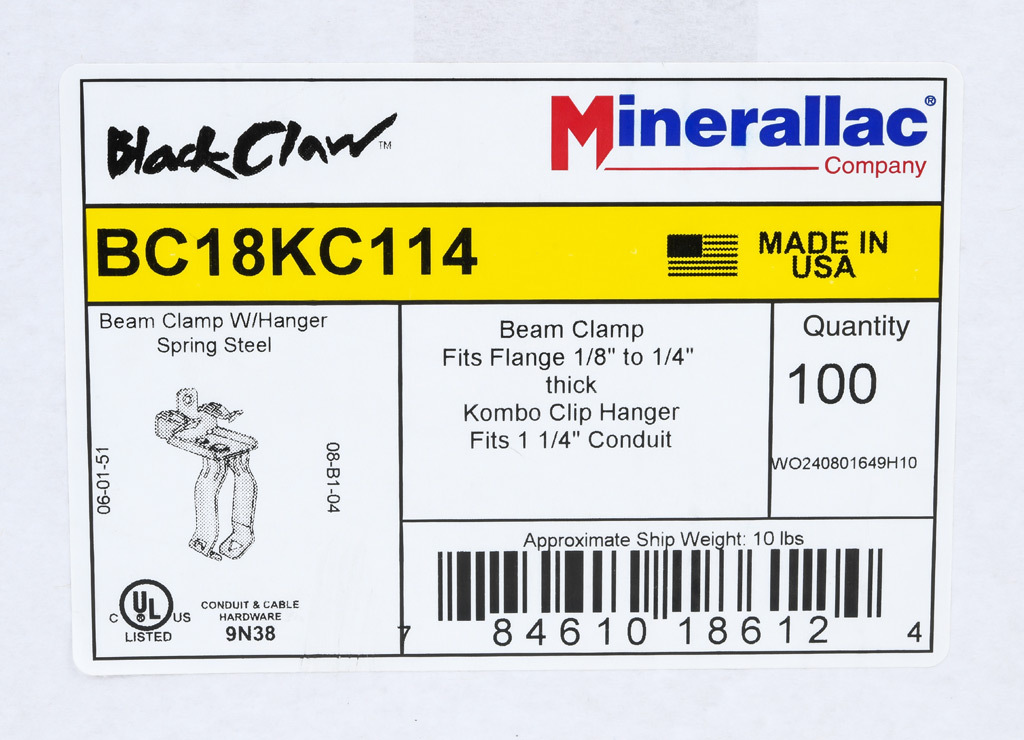 BlackClaw™
Minerallac®
Company
BC18KC114
MADE IN
USA
Beam Clamp W/Hanger
Spring Steel
06-01-51
08-B1-04
C UL US
LISTED
CONDUIT & CABLE
HARDWARE
9N38
Beam Clamp
Fits Flange 1/8" to 1/4"
thick
Kombo Clip Hanger
Fits 1 1/4" Conduit
Quantity
100
WO240801649H10
Approximate Ship Weight: 10 lbs
7 84610 18612 4